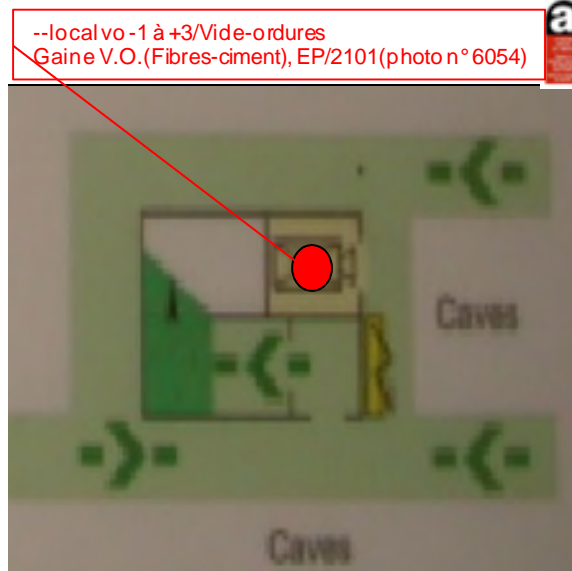 --local vo -1 à +3/Vide-ordures
Gaine V.O.(Fibres-ciment), EP/2101(photo n° 6054)
a
Caves
Caves